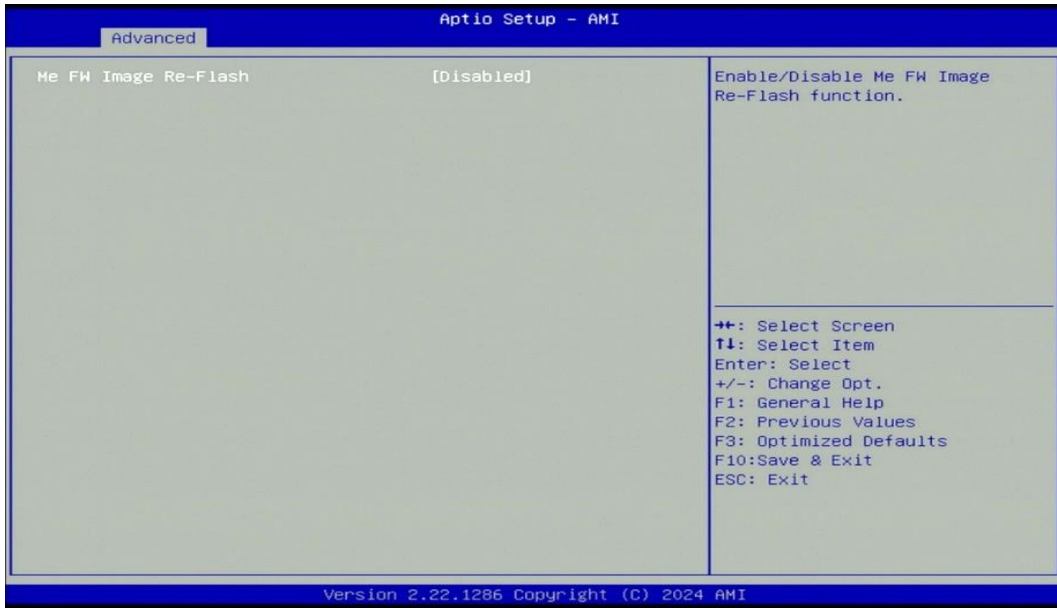 Aptio Setup - AMI
Advanced
Me FW Image Re-Flash [Disabled]
Enable/Disable Me FW Image
Re-Flash function.
→←: Select Screen
↑↓: Select Item
Enter: Select
+/-: Change Opt.
F1: General Help
F2: Previous Values
F3: Optimized Defaults
F10:Save & Exit
ESC: Exit
Version 2.22.1286 Copyright (C) 2024 AMI